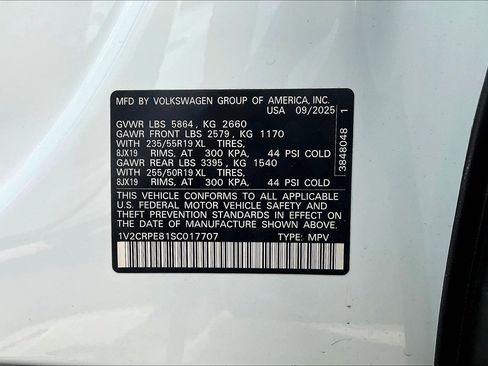 MFD BY VOLKSWAGEN GROUP OF AMERICA, INC.
USA 09/2025
GVWR LBS 5864 , KG 2660
GAWR FRONT LBS 2579 , KG 1170
WITH 235/55R19 XL TIRES,
8JX19 RIMS, AT 300 KPA, 44 PSI COLD
GAWR REAR LBS 3395 , KG 1540
WITH 255/50R19 XL TIRES,
8JX19 RIMS, AT 300 KPA, 44 PSI COLD
THIS VEHICLE CONFORMS TO ALL APPLICABLE
U.S. FEDERAL MOTOR VEHICLE SAFETY AND
THEFT PREVENTION STANDARDS IN EFFECT ON
THE DATE OF MANUFACTURE SHOWN ABOVE.
1V2CRPE81SC017707 TYPE: MPV
3848048 1